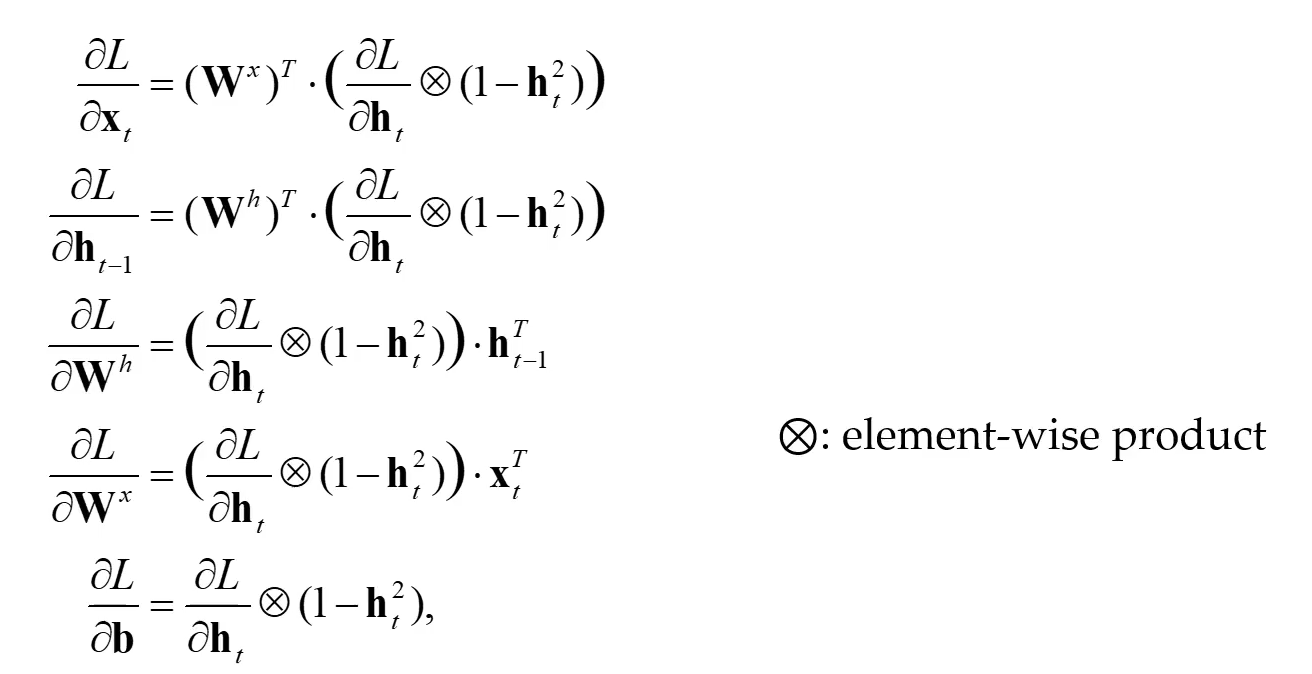 ∂L/∂𝐱_t = (𝐖^x)^T · (∂L/∂𝐡_t ⊗ (1 − 𝐡_t^2))
∂L/∂𝐡_{t−1} = (𝐖^h)^T · (∂L/∂𝐡_t ⊗ (1 − 𝐡_t^2))
∂L/∂𝐖^h = (∂L/∂𝐡_t ⊗ (1 − 𝐡_t^2)) · 𝐡_{t−1}^T
⊗: element-wise product
∂L/∂𝐖^x = (∂L/∂𝐡_t ⊗ (1 − 𝐡_t^2)) · 𝐱_t^T
∂L/∂𝐛 = ∂L/∂𝐡_t ⊗ (1 − 𝐡_t^2),